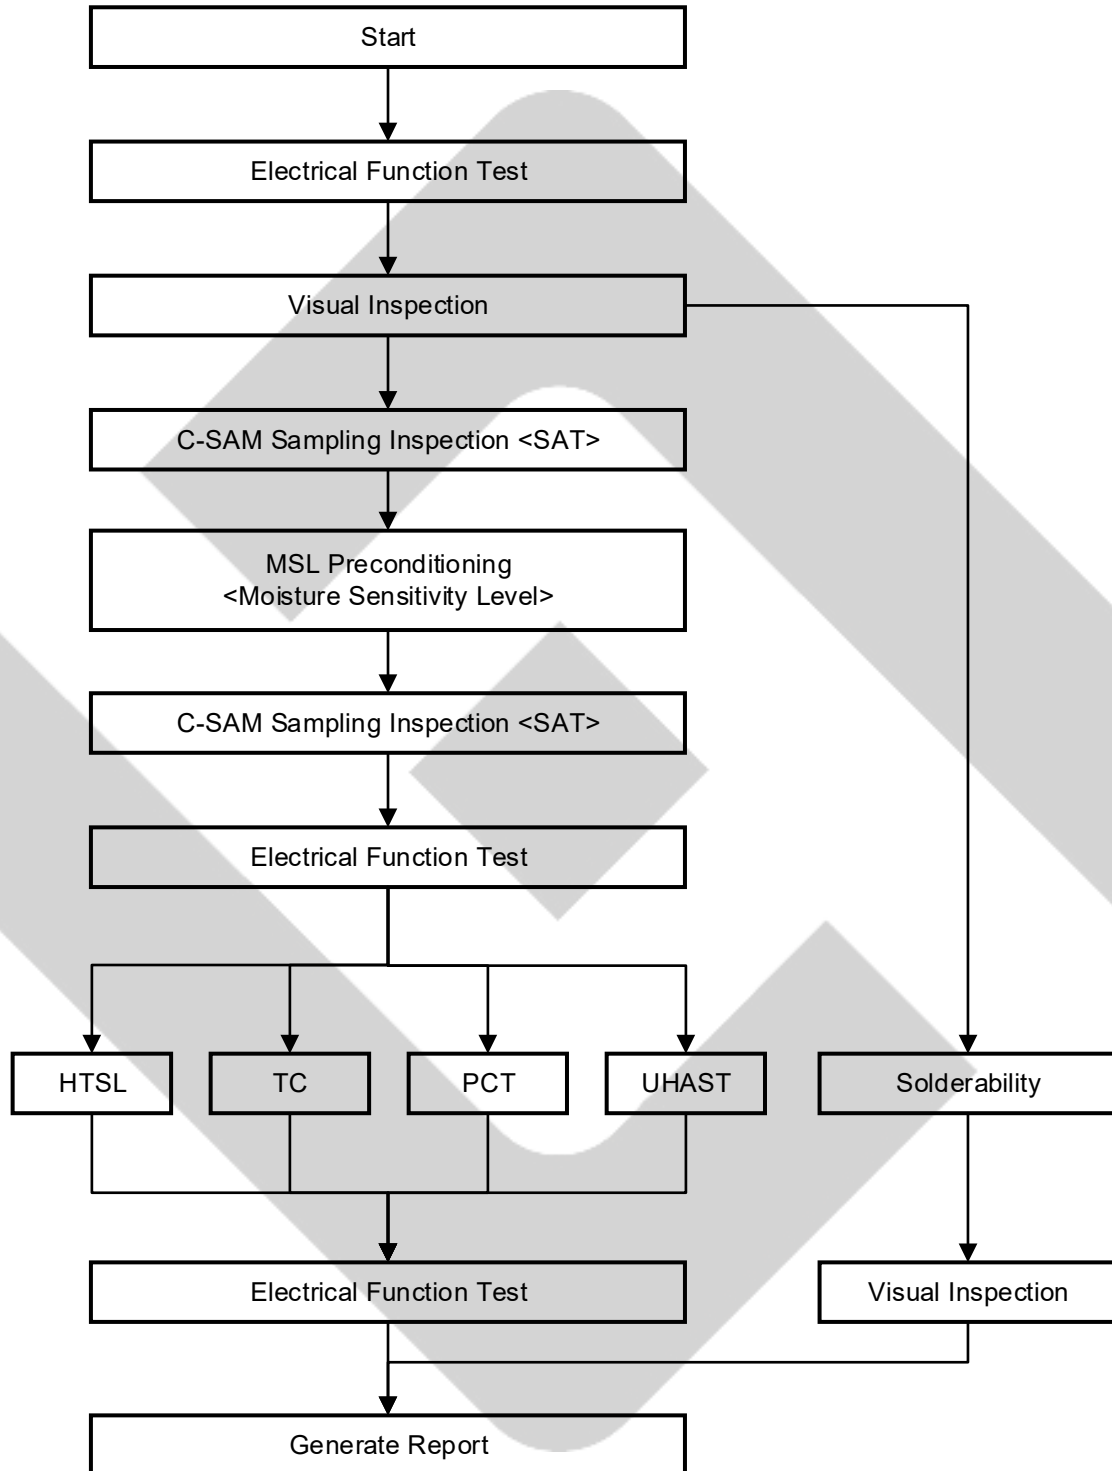 Start
Electrical Function Test
Visual Inspection
C-SAM Sampling Inspection <SAT>
MSL Preconditioning
<Moisture Sensitivity Level>
C-SAM Sampling Inspection <SAT>
Electrical Function Test
HTSL
TC
PCT
UHAST
Solderability
Electrical Function Test
Visual Inspection
Generate Report